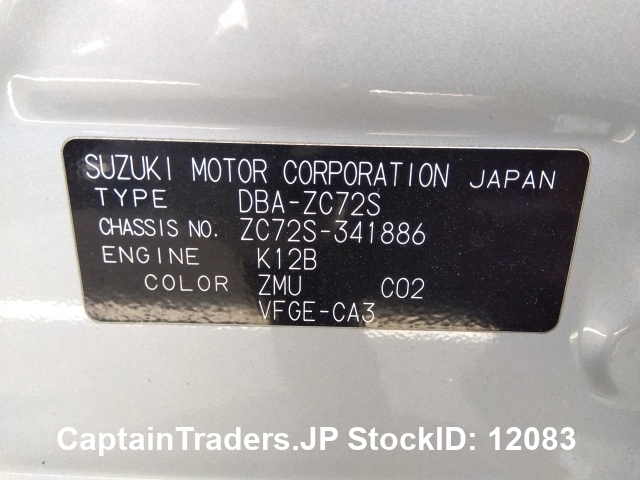 SUZUKI MOTOR CORPORATION JAPAN
TYPE DBA-ZC72S
CHASSIS NO. ZC72S-341886
ENGINE K12B
COLOR ZMU C02
VFGE-CA3
CaptainTraders.JP StockID: 12083